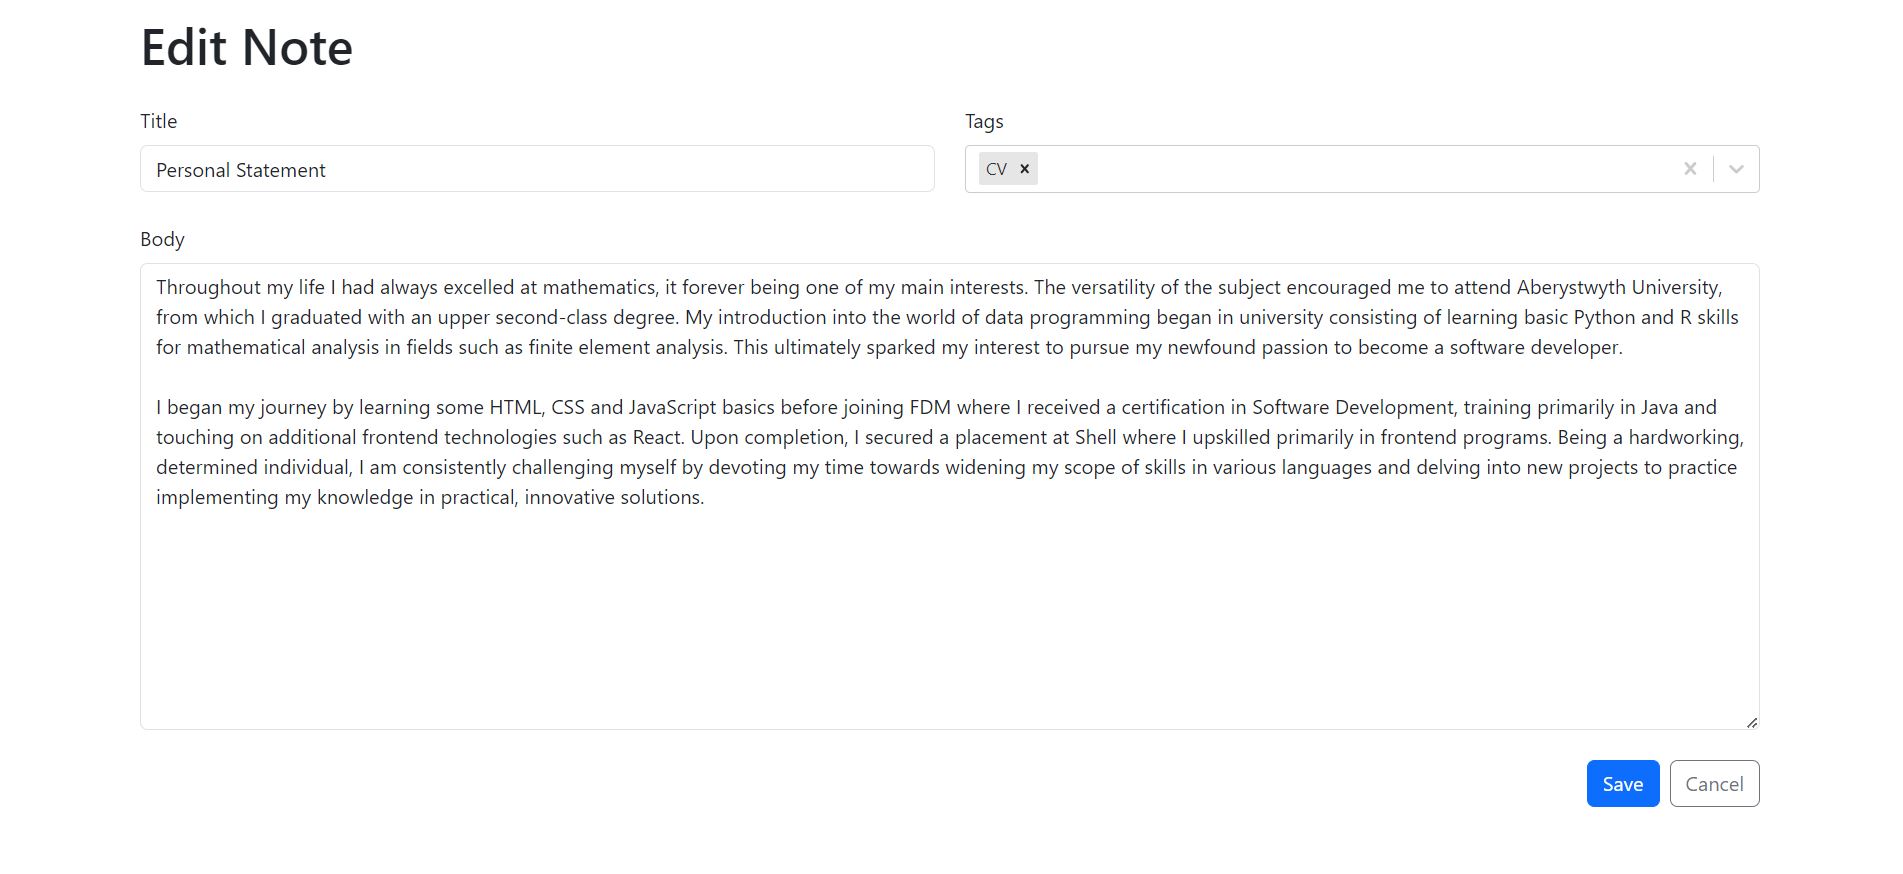 Edit Note
Title
Tags
Personal Statement
CV
Body
Throughout my life I had always excelled at mathematics, it forever being one of my main interests. The versatility of the subject encouraged me to attend Aberystwyth University,
from which I graduated with an upper second-class degree. My introduction into the world of data programming began in university consisting of learning basic Python and R skills
for mathematical analysis in fields such as finite element analysis. This ultimately sparked my interest to pursue my newfound passion to become a software developer.
I began my journey by learning some HTML, CSS and JavaScript basics before joining FDM where I received a certification in Software Development, training primarily in Java and
touching on additional frontend technologies such as React. Upon completion, I secured a placement at Shell where I upskilled primarily in frontend programs. Being a hardworking,
determined individual, I am consistently challenging myself by devoting my time towards widening my scope of skills in various languages and delving into new projects to practice
implementing my knowledge in practical, innovative solutions.
Save
Cancel